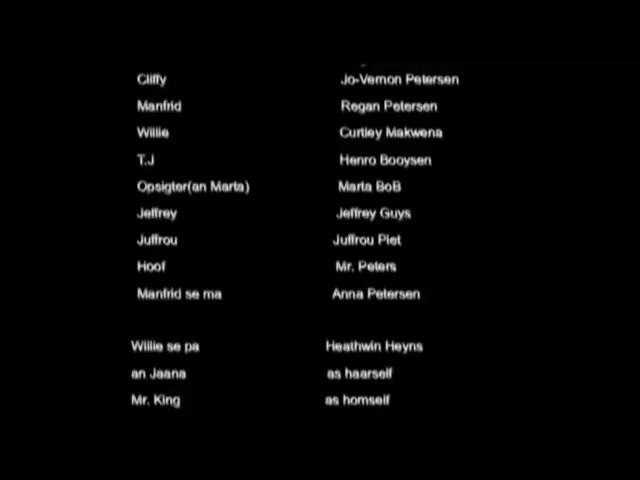 Cliffy Jo-Vernon Petersen
Manfrid Regan Petersen
Willie Curtley Makwena
T.J Henro Booysen
Opsigter(an Marta) Marta BoB
Jeffrey Jeffrey Guys
Juffrou Juffrou Piet
Hoof Mr. Peters
Manfrid se ma Anna Petersen
Willie se pa Heathwin Heyns
an Jaana as haarself
Mr. King as homself